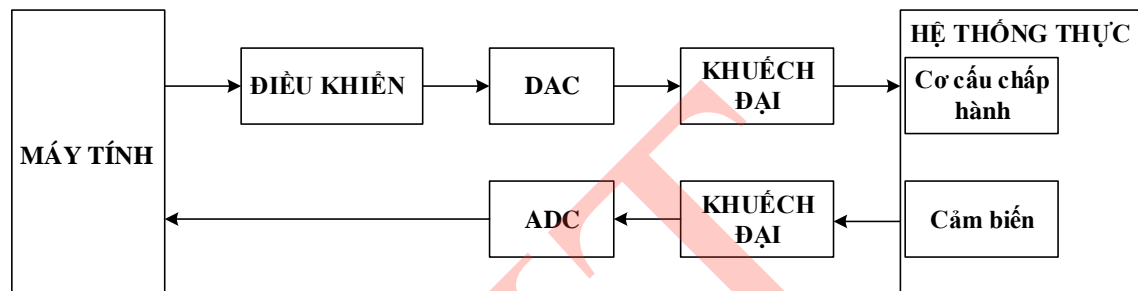 MÁY TÍNH
ĐIỀU KHIỂN
DAC
KHUẾCH
ĐẠI
HỆ THỐNG THỰC
Cơ cấu chấp
hành
ADC
KHUẾCH
ĐẠI
Cảm biến